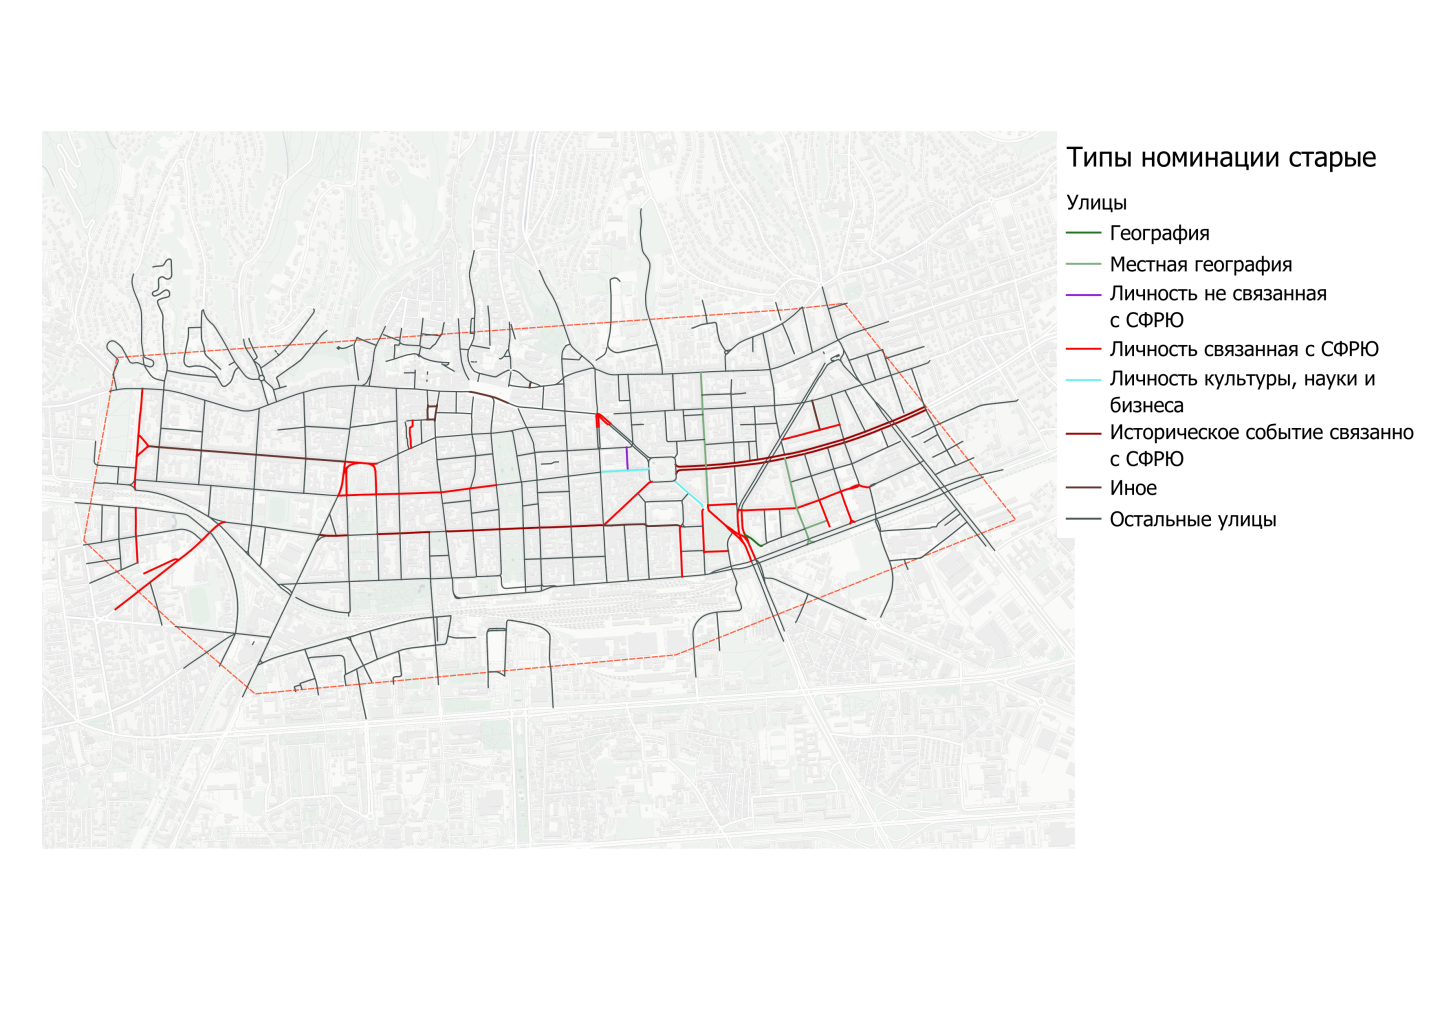 Типы номинации старые
Улицы
География
Местная география
Личность не связанная
с СФРЮ
Личность связанная с СФРЮ
Личность культуры, науки и
бизнеса
Историческое событие связанно
с СФРЮ
Иное
Остальные улицы